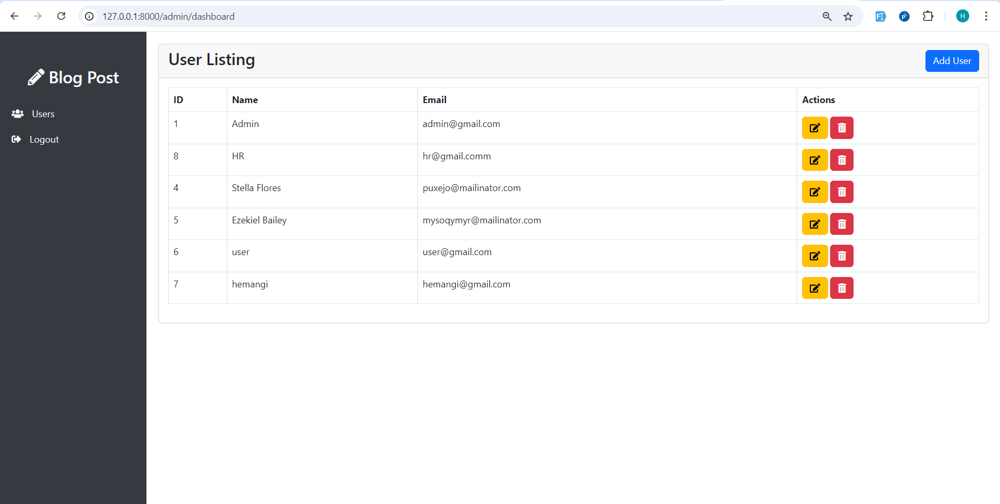 127.0.0.1:8000/admin/dashboard
H
Blog Post
Users
Logout
User Listing
Add User
ID Name Email Actions
1 Admin admin@gmail.com
8 HR hr@gmail.comm
4 Stella Flores puxejo@mailinator.com
5 Ezekiel Bailey mysoqymyr@mailinator.com
6 user user@gmail.com
7 hemangi hemangi@gmail.com